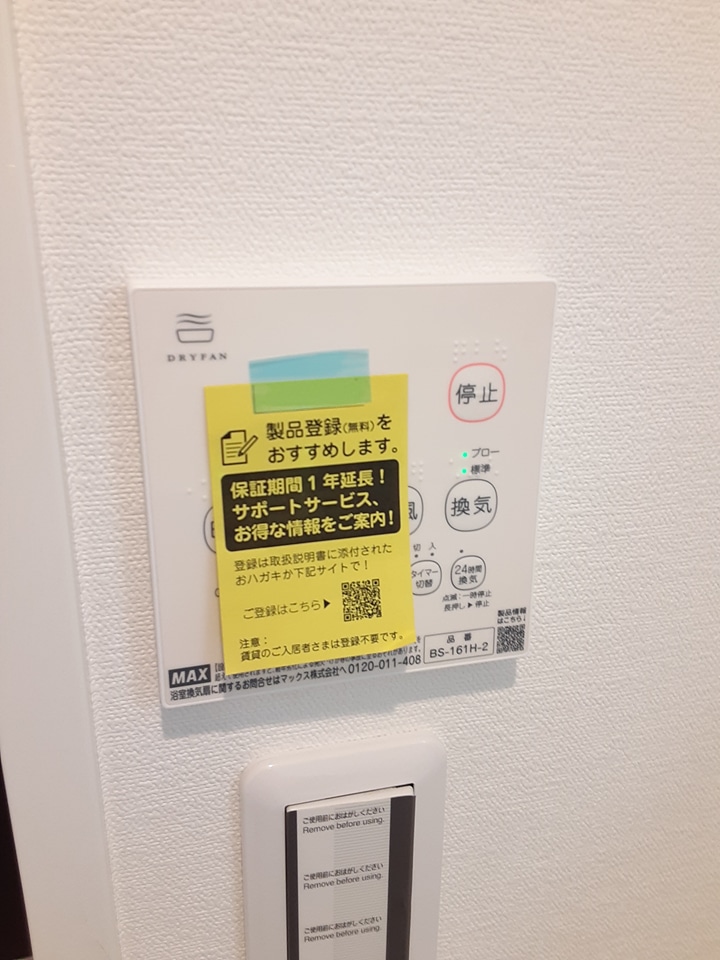 DRYFAN
停止
製品登録(無料)を
おすすめします。
保証期間1年延長!
サポートサービス、
お得な情報をご案内!
登録は取扱説明書に添付された
おハガキか下記サイトで!
ご登録はこちら▶
注意:
賃貸のご入居者さまは登録不要です。
ブロー
標準
換気
切 入
タイマー
切替
24時間
換気
点滅:一時停止
長押し▶停止
製品情報
はこちら
品番
BS-161H-2
MAX
浴室換気扇に関するお問合せはマックス株式会社へ 0120-011-408
ご使用前におはがしください
Remove before using.
ご使用前におはがしください
Remove before using.
ご使用前におはがしください
Remove before using.